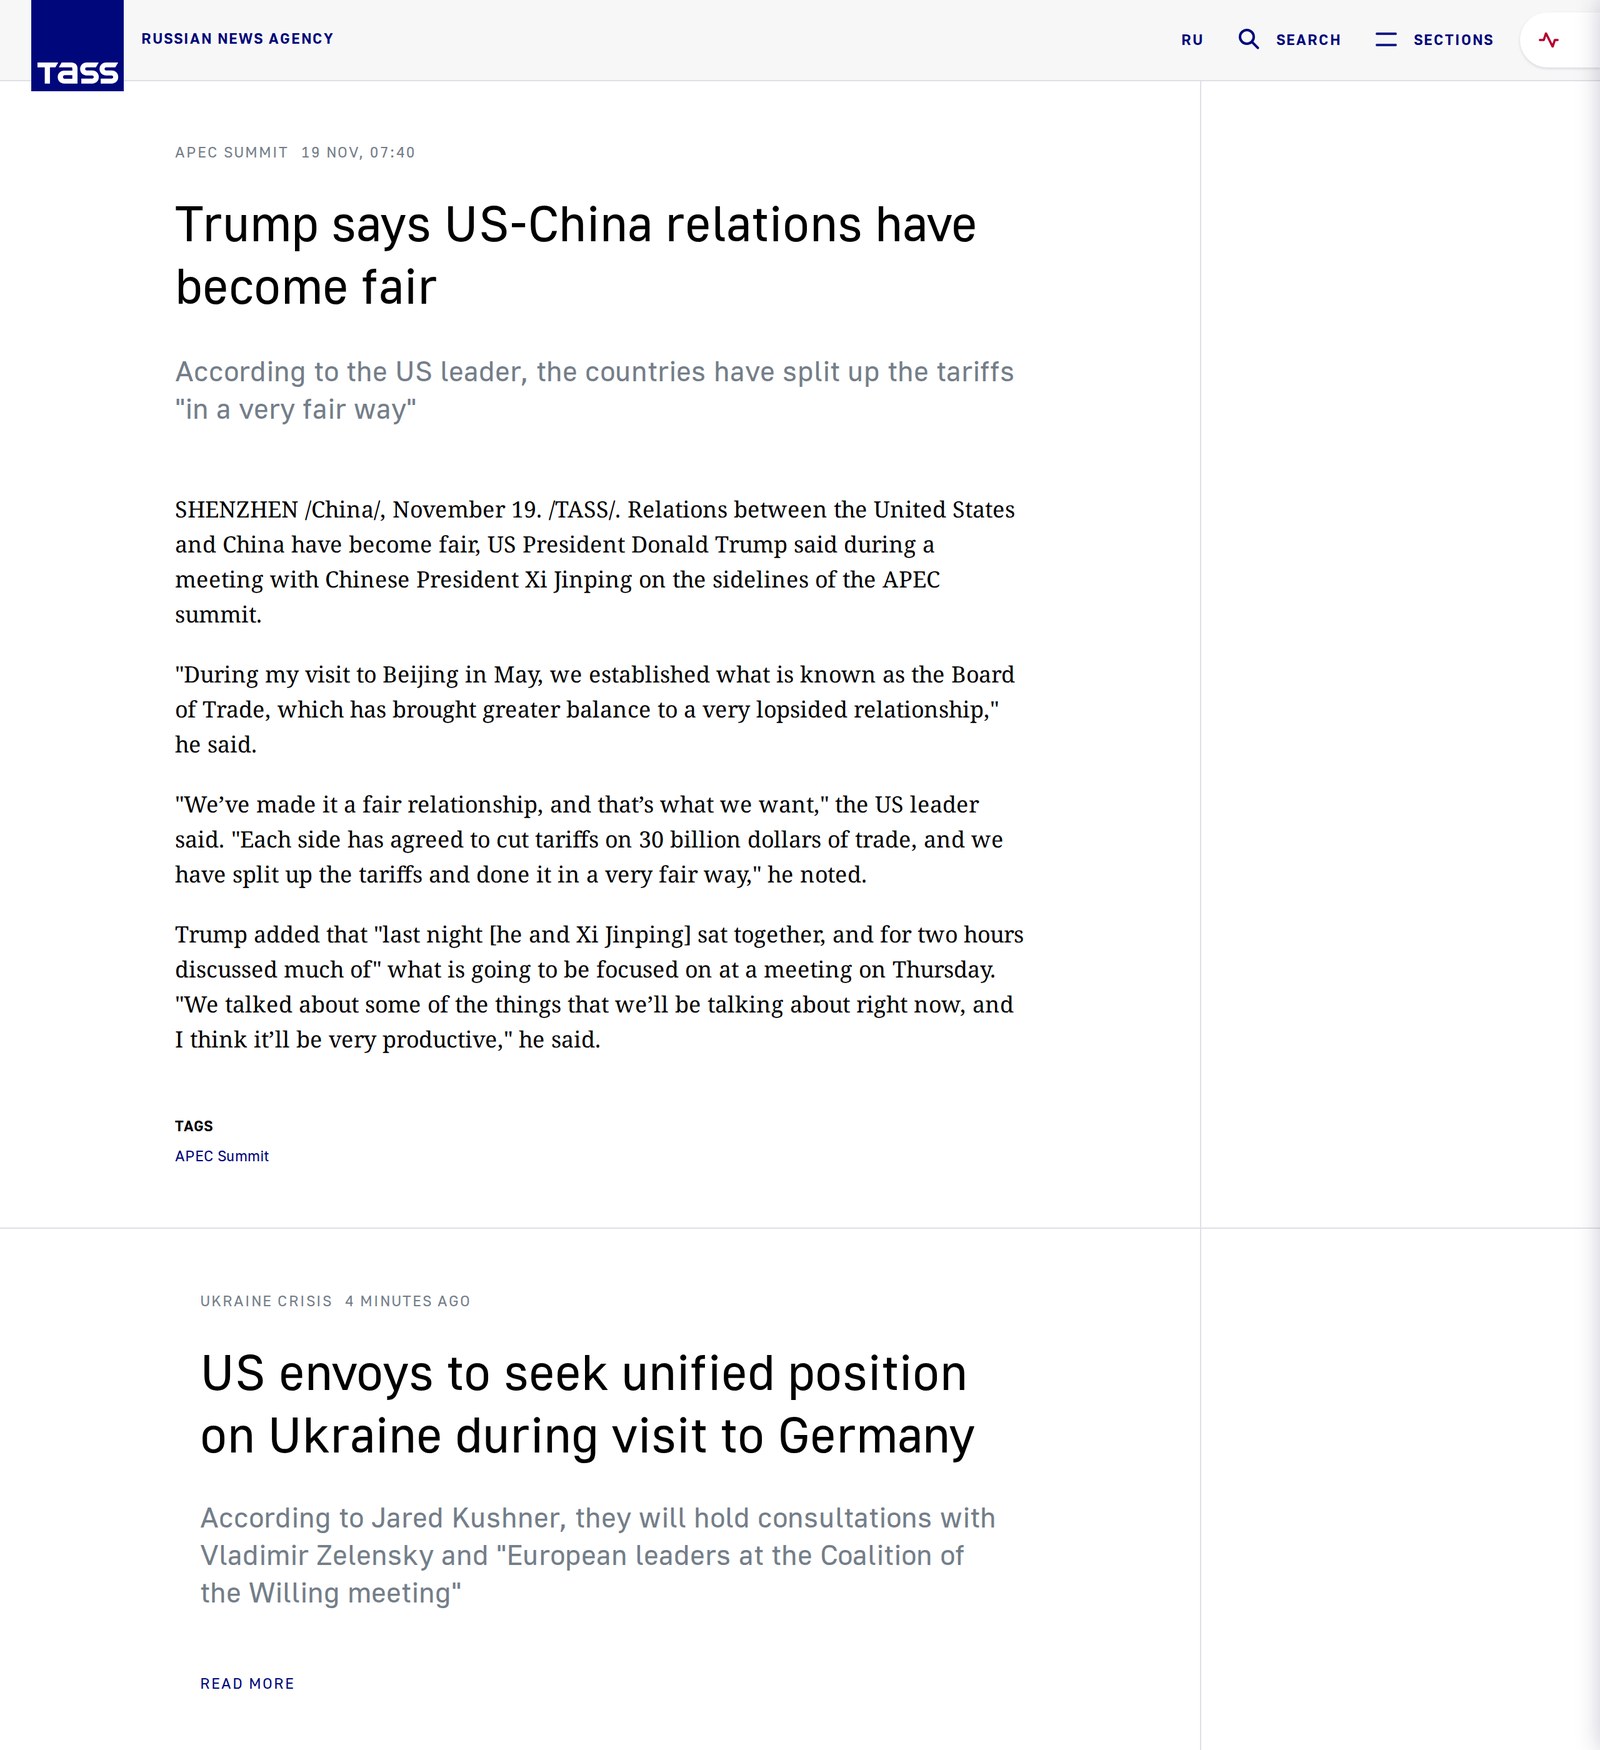 Tass
RUSSIAN NEWS AGENCY
RU
SEARCH
SECTIONS
APEC SUMMIT 19 NOV, 07:40
Trump says US-China relations have
become fair
According to the US leader, the countries have split up the tariffs
"in a very fair way"
SHENZHEN /China/, November 19. /TASS/. Relations between the United States
and China have become fair, US President Donald Trump said during a
meeting with Chinese President Xi Jinping on the sidelines of the APEC
summit.
"During my visit to Beijing in May, we established what is known as the Board
of Trade, which has brought greater balance to a very lopsided relationship,"
he said.
"We’ve made it a fair relationship, and that’s what we want," the US leader
said. "Each side has agreed to cut tariffs on 30 billion dollars of trade, and we
have split up the tariffs and done it in a very fair way," he noted.
Trump added that "last night [he and Xi Jinping] sat together, and for two hours
discussed much of" what is going to be focused on at a meeting on Thursday.
"We talked about some of the things that we’ll be talking about right now, and
I think it’ll be very productive," he said.
TAGS
APEC Summit
UKRAINE CRISIS 4 MINUTES AGO
US envoys to seek unified position
on Ukraine during visit to Germany
According to Jared Kushner, they will hold consultations with
Vladimir Zelensky and "European leaders at the Coalition of
the Willing meeting"
READ MORE